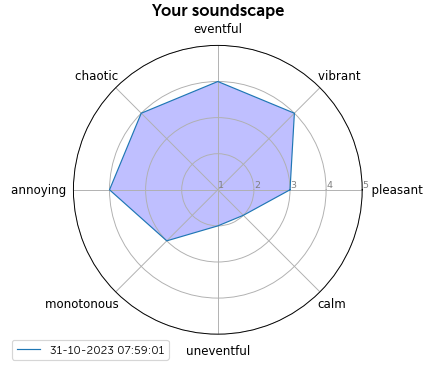 Your soundscape
eventful
chaotic
vibrant
annoying
1
2
3
4
5
pleasant
monotonous
calm
31-10-2023 07:59:01
uneventful